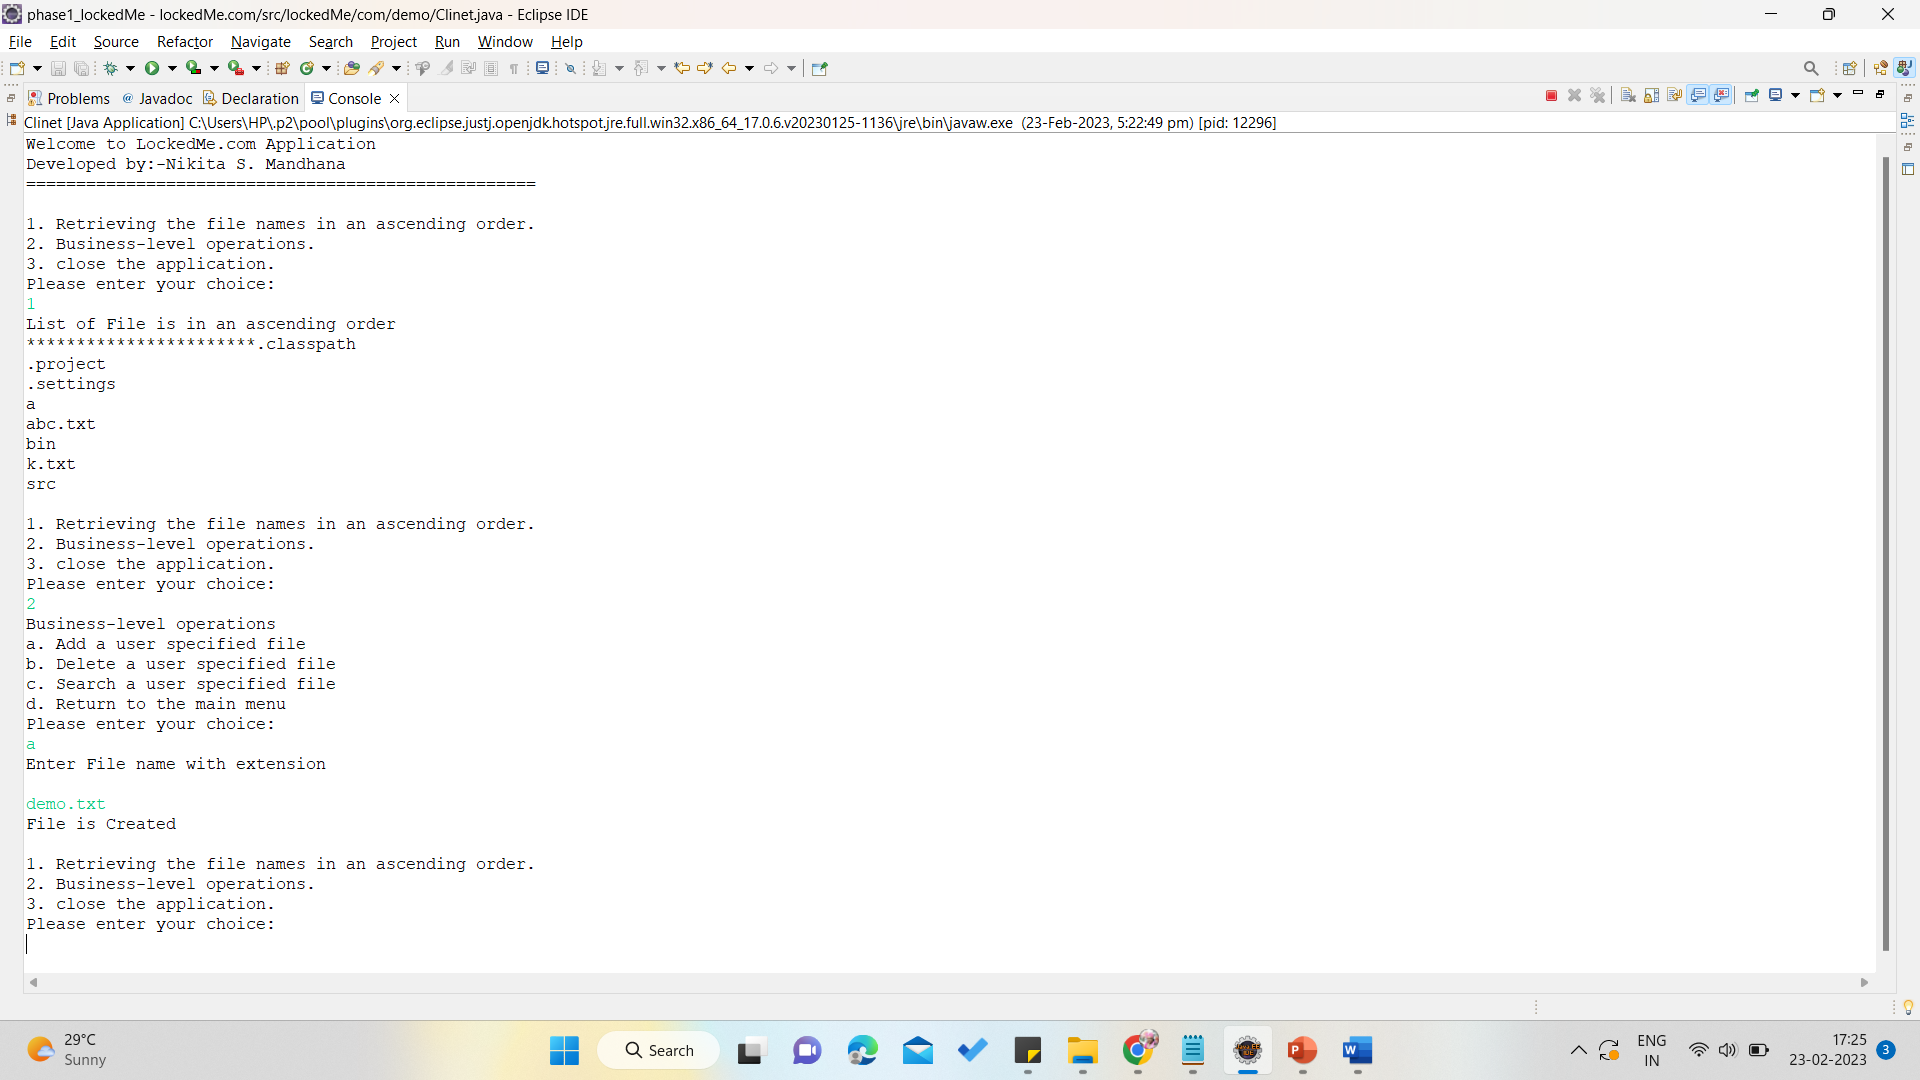 phase1_lockedMe - lockedMe.com/src/lockedMe/com/demo/Clinet.java - Eclipse IDE
File Edit Source Refactor Navigate Search Project Run Window Help
Problems @ Javadoc Declaration Console
Clinet [Java Application] C:\Users\HP\.p2\pool\plugins\org.eclipse.justj.openjdk.hotspot.jre.full.win32.x86_64_17.0.6.v20230125-1136\jre\bin\javaw.exe (23-Feb-2023, 5:22:49 pm) [pid: 12296]
Welcome to LockedMe.com Application
Developed by:-Nikita S. Mandhana
===================================================
1. Retrieving the file names in an ascending order.
2. Business-level operations.
3. close the application.
Please enter your choice:
1
List of File is in an ascending order
***********************.classpath
.project
.settings
a
abc.txt
bin
k.txt
src
1. Retrieving the file names in an ascending order.
2. Business-level operations.
3. close the application.
Please enter your choice:
2
Business-level operations
a. Add a user specified file
b. Delete a user specified file
c. Search a user specified file
d. Return to the main menu
Please enter your choice:
a
Enter File name with extension
demo.txt
File is Created
1. Retrieving the file names in an ascending order.
2. Business-level operations.
3. close the application.
Please enter your choice:
29°C
Sunny
Search
ENG
IN
17:25
23-02-2023
3